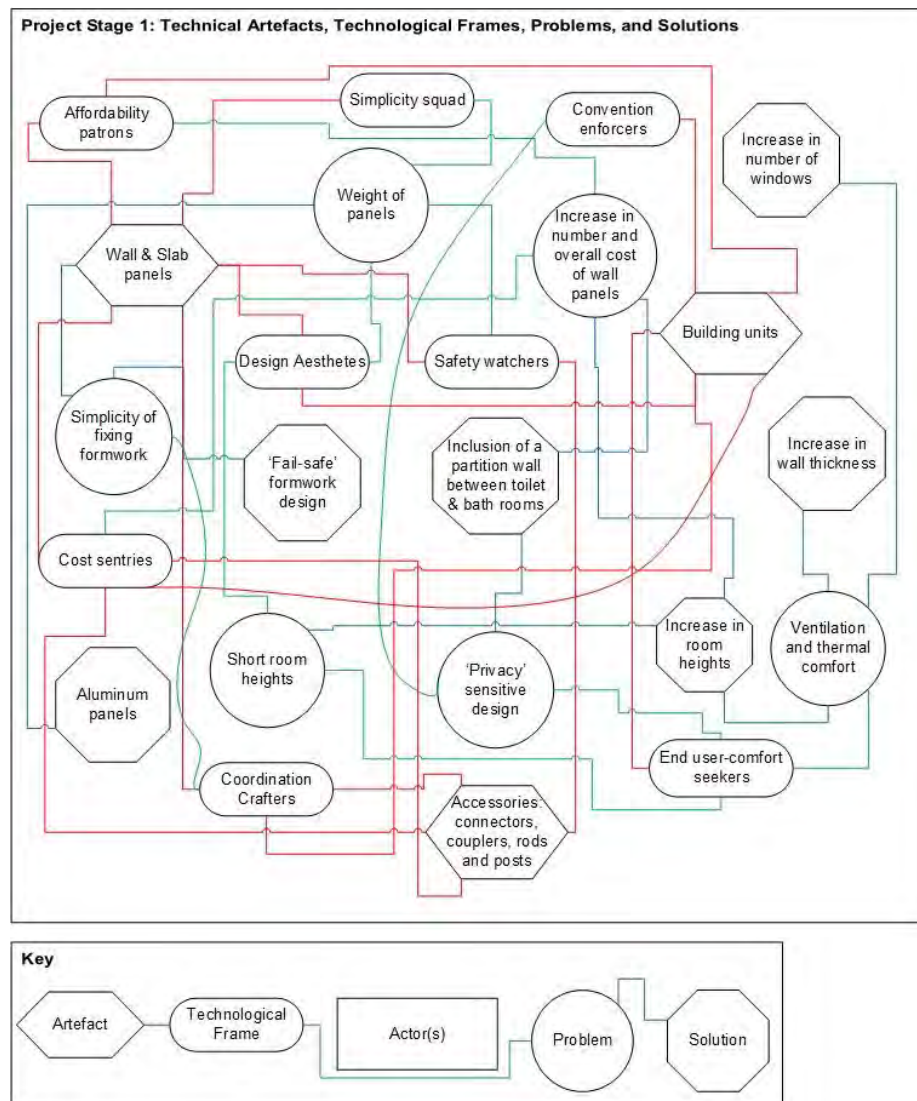 Project Stage 1: Technical Artefacts, Technological Frames, Problems, and Solutions
Affordability
patrons
Simplicity squad
Convention
enforcers
Increase in
number of
windows
Weight of
panels
Increase in
number and
overall cost
of wall
panels
Wall & Slab
panels
Building units
Design Aesthetes
Safety watchers
Simplicity of
fixing
formwork
'Fail-safe'
formwork
design
Inclusion of a
partition wall
between toilet
& bath rooms
Increase in
wall thickness
Cost sentries
Short room
heights
'Privacy'
sensitive
design
Increase in
room
heights
Ventilation
and thermal
comfort
Aluminum
panels
Coordination
Crafters
Accessories:
connectors,
couplers, rods
and posts
End user-comfort
seekers
Key
Artefact
Technological
Frame
Actor(s)
Problem
Solution